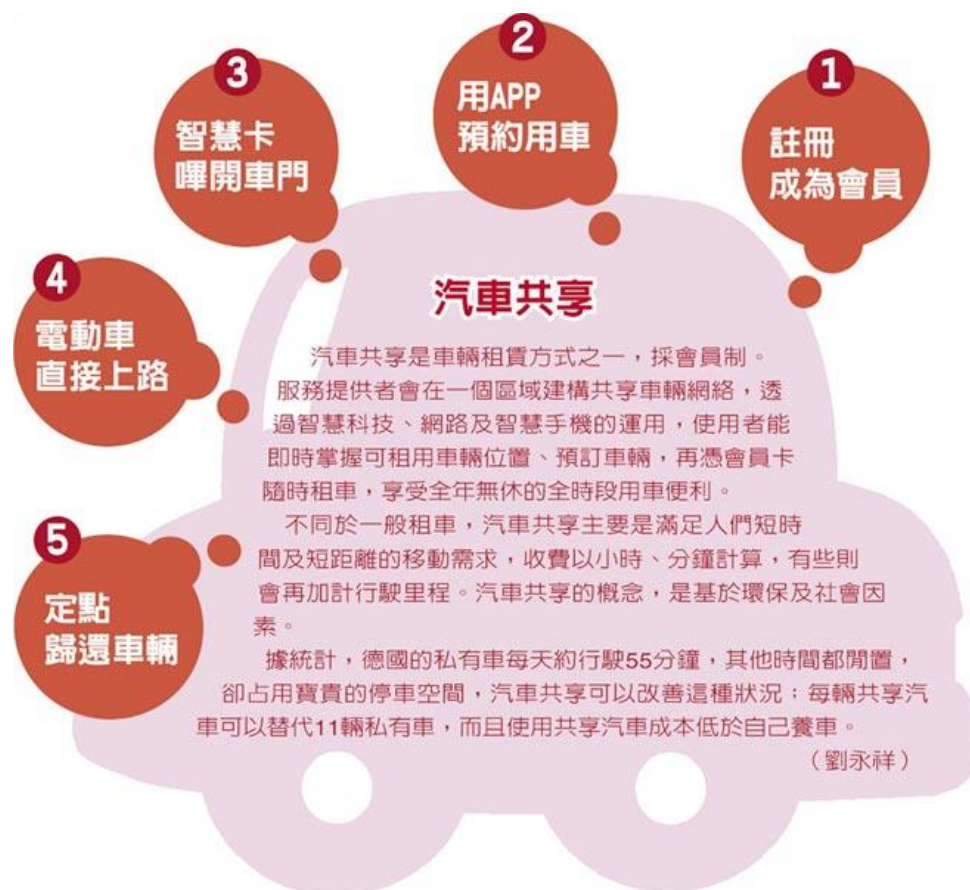 1
註冊
成為會員
2
用APP
預約用車
3
智慧卡
嗶開車門
4
電動車
直接上路
5
定點
歸還車輛
汽車共享
汽車共享是車輛租賃方式之一，採會員制。
服務提供者會在一個區域建構共享車輛網絡，透
過智慧科技、網路及智慧手機的運用，使用者能
即時掌握可租用車輛位置、預訂車輛，再憑會員卡
隨時租車，享受全年無休的全時段用車便利。
不同於一般租車，汽車共享主要是滿足人們短時
間及短距離的移動需求，收費以小時、分鐘計算，有些則
會再加計行駛里程。汽車共享的概念，是基於環保及社會因
素。
據統計，德國的私有車每天約行駛55分鐘，其他時間都閒置，
卻占用寶貴的停車空間，汽車共享可以改善這種狀況：每輛共享汽
車可以替代11輛私有車，而且使用共享汽車成本低於自己養車。
（劉永祥）